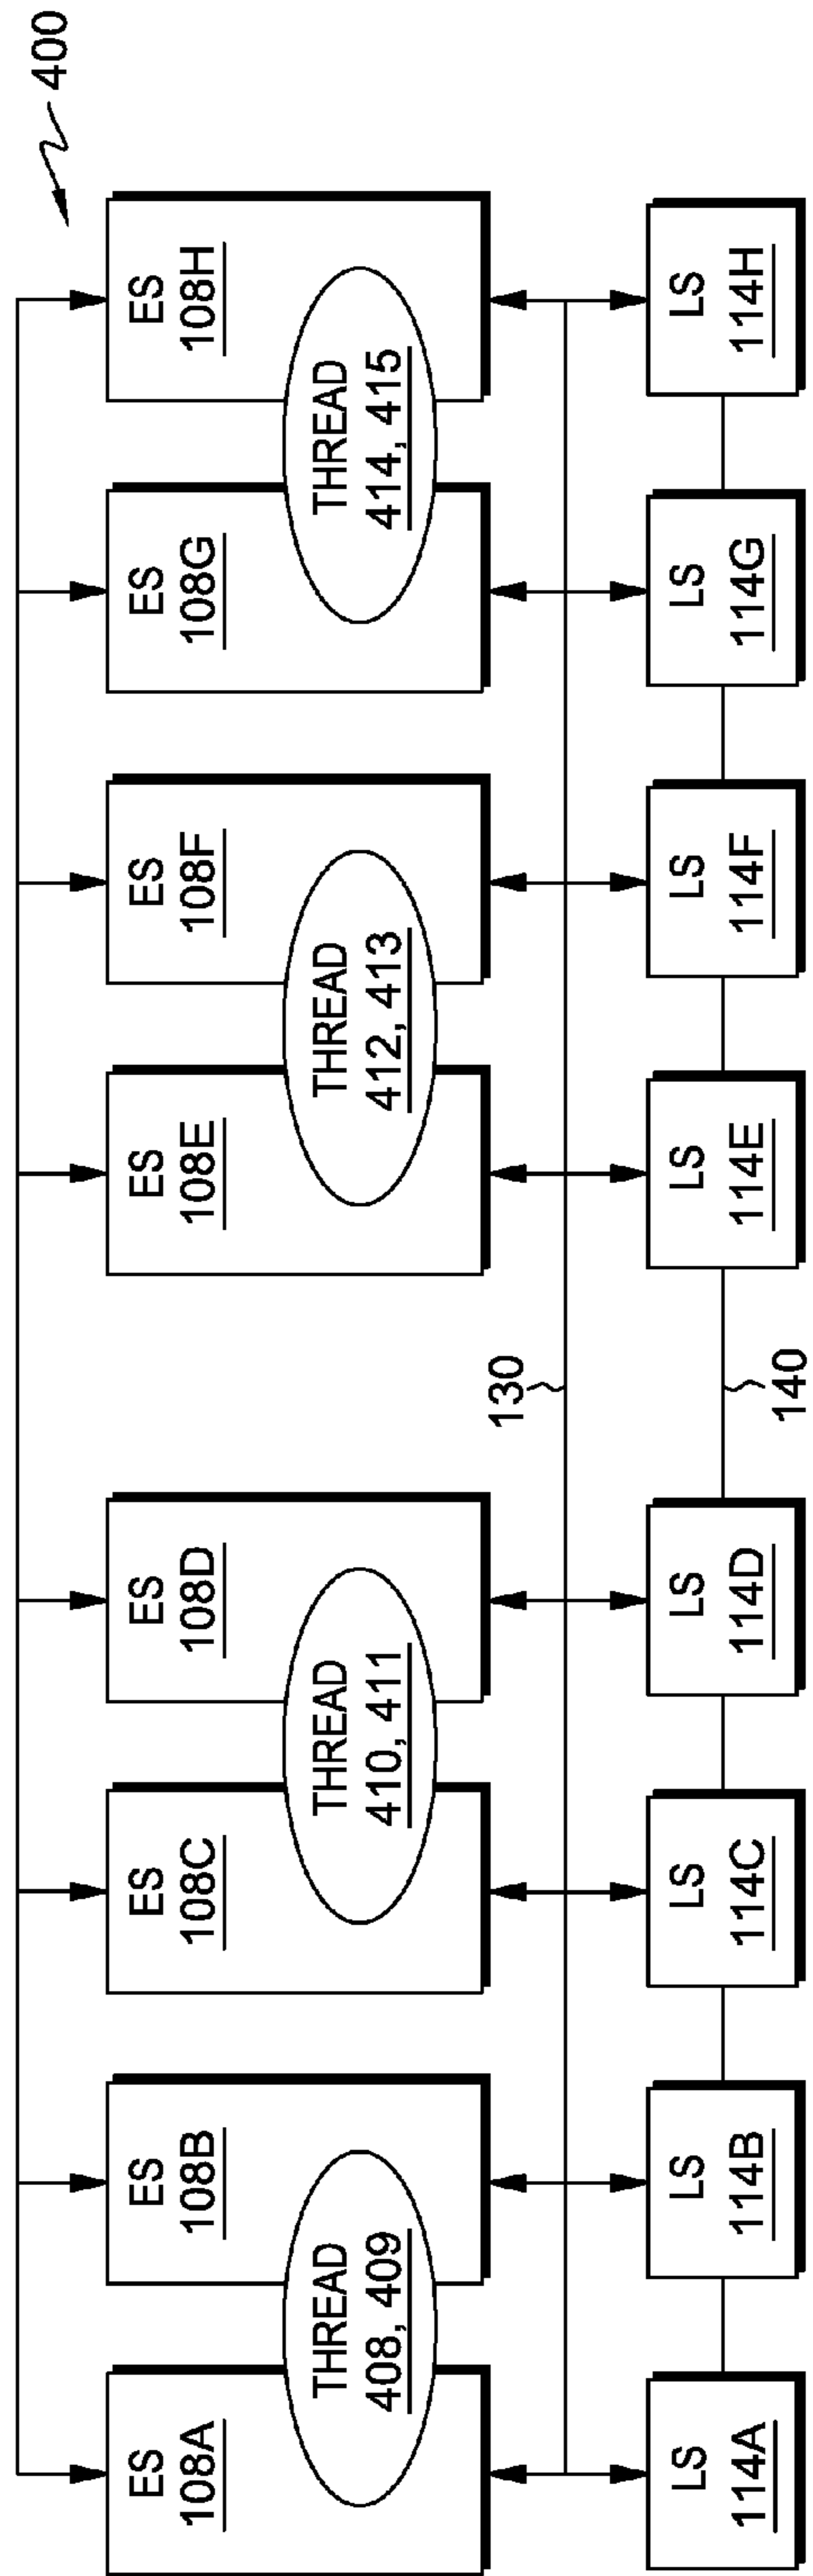 400
ES
108A
ES
108B
ES
108C
ES
108D
ES
108E
ES
108F
ES
108G
ES
108H
THREAD
408, 409
THREAD
410, 411
THREAD
412, 413
THREAD
414, 415
130
140
LS
114A
LS
114B
LS
114C
LS
114D
LS
114E
LS
114F
LS
114G
LS
114H